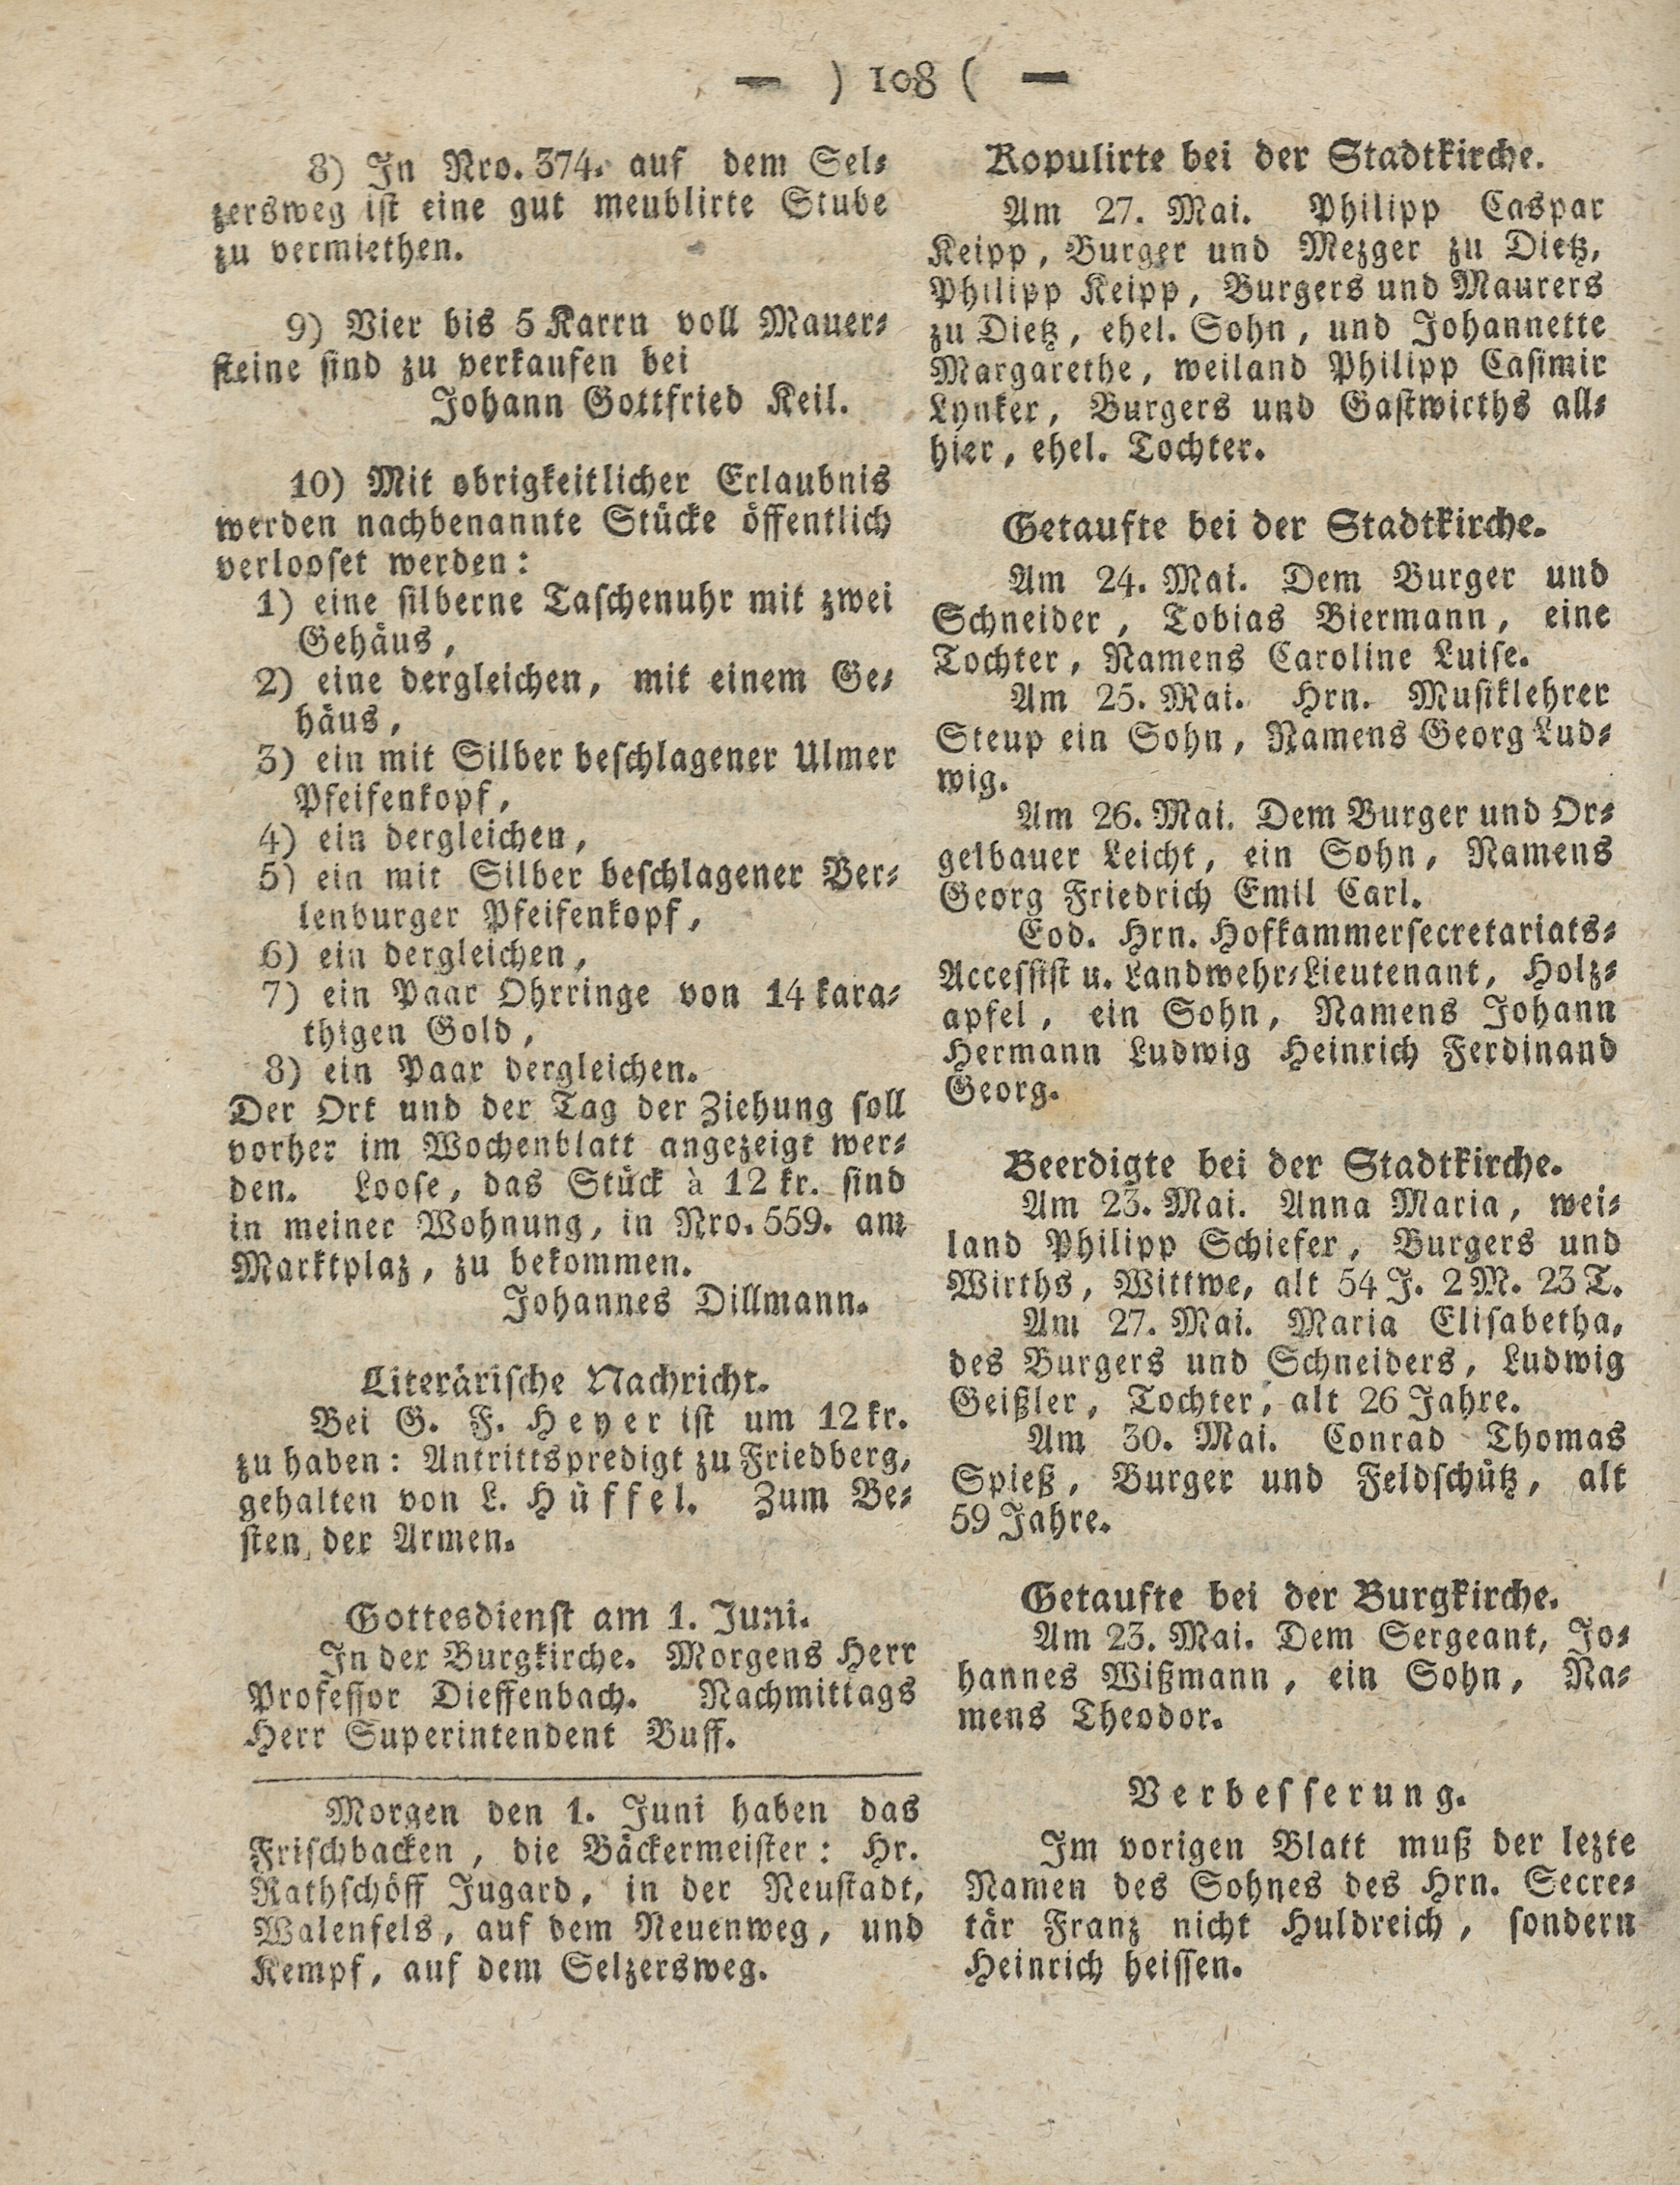 — ) 108 ( —
8) In Nro. 374. auf dem Sel-
zersweg ist eine gut meublirte Stube
zu vermiethen.
9) Vier bis 5 Karrn voll Mauer-
steine sind zu verkaufen bei
Johann Gottfried Keil.
10) Mit obrigkeitlicher Erlaubnis
werden nachbenannte Stücke öffentlich
verlooset werden:
1) eine silberne Taschenuhr mit zwei
Gehäus,
2) eine dergleichen, mit einem Ge-
häus,
3) ein mit Silber beschlagener Ulmer
Pfeifenkopf,
4) ein dergleichen,
5) ein mit Silber beschlagener Ber-
lenburger Pfeifenkopf,
6) ein dergleichen,
7) ein Paar Ohrringe von 14 kara-
thigen Gold,
8) ein Paar dergleichen.
Der Ort und der Tag der Ziehung soll
vorher im Wochenblatt angezeigt wer-
den. Loose, das Stück à 12 kr. sind
in meiner Wohnung, in Nro. 559. am
Marktplaz, zu bekommen.
Johannes Dillmann.
Literärische Nachricht.
Bei G. F. Heyer ist um 12 kr.
zu haben: Antrittspredigt zu Friedberg,
gehalten von L. Hüffel. Zum Be-
sten der Armen.
Gottesdienst am 1. Juni.
In der Burgkirche. Morgens Herr
Professor Dieffenbach. Nachmittags
Herr Superintendent Buff.
Morgen den 1. Juni haben das
Frischbacken, die Bäckermeister: Hr.
Rathschöff Jugard, in der Neustadt,
Walenfels, auf dem Neuenweg, und
Kempf, auf dem Selzersweg.
Kopulirte bei der Stadtkirche.
Am 27. Mai. Philipp Caspar
Keipp, Burger und Mezger zu Dietz,
Philipp Keipp, Burgers und Maurers
zu Dietz, ehel. Sohn, und Johannette
Margarethe, weiland Philipp Casimir
Lynker, Burgers und Gastwirths all-
hier, ehel. Tochter.
Getaufte bei der Stadtkirche.
Am 24. Mai. Dem Burger und
Schneider, Tobias Biermann, eine
Tochter, Namens Caroline Luise.
Am 25. Mai. Hrn. Musiklehrer
Steup ein Sohn, Namens Georg Lud-
wig.
Am 26. Mai. Dem Burger und Or-
gelbauer Leicht, ein Sohn, Namens
Georg Friedrich Emil Carl.
Eod. Hrn. Hofkammersecretariats-
Accessist u. Landwehr-Lieutenant, Holz-
apfel, ein Sohn, Namens Johann
Hermann Ludwig Heinrich Ferdinand
Georg.
Beerdigte bei der Stadtkirche.
Am 23. Mai. Anna Maria, wei-
land Philipp Schiefer, Burgers und
Wirths, Wittwe, alt 54 J. 2 M. 23 T.
Am 27. Mai. Maria Elisabetha,
des Burgers und Schneiders, Ludwig
Geißler, Tochter, alt 26 Jahre.
Am 30. Mai. Conrad Thomas
Spieß, Burger und Feldschütz, alt
59 Jahre.
Getaufte bei der Burgkirche.
Am 23. Mai. Dem Sergeant, Jo-
hannes Wißmann, ein Sohn, Na-
mens Theodor.
Verbesserung.
Im vorigen Blatt muß der lezte
Namen des Sohnes des Hrn. Secre-
tär Franz nicht Huldreich, sondern
Heinrich heissen.